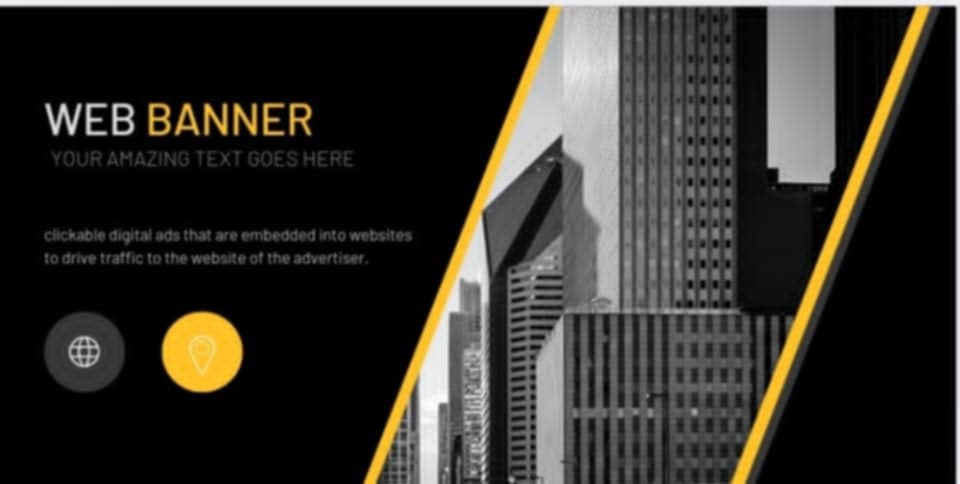 WEB BANNER
YOUR AMAZING TEXT GOES HERE
clickable digital ads that are embedded into websites
to drive traffic to the website of the advertiser.